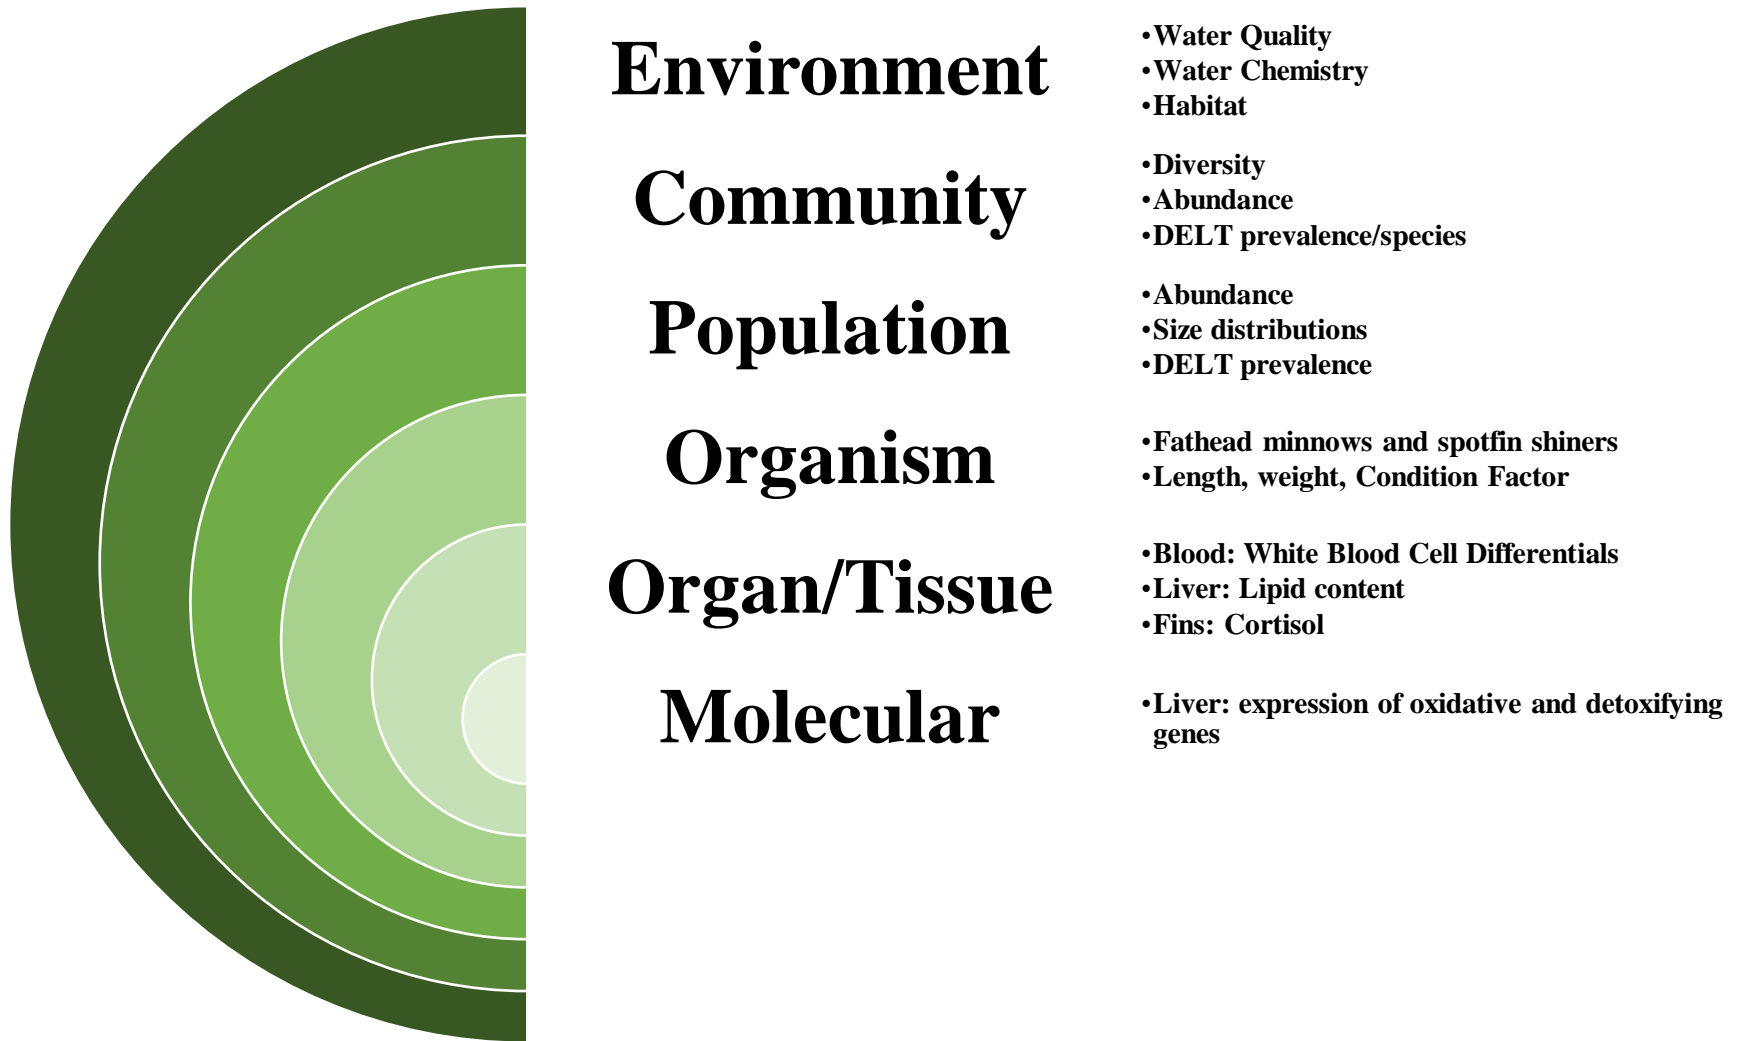 Environment
•Water Quality
•Water Chemistry
•Habitat
Community
•Diversity
•Abundance
•DELT prevalence/species
Population
•Abundance
•Size distributions
•DELT prevalence
Organism
•Fathead minnows and spotfin shiners
•Length, weight, Condition Factor
Organ/Tissue
•Blood: White Blood Cell Differentials
•Liver: Lipid content
•Fins: Cortisol
Molecular
•Liver: expression of oxidative and detoxifying
genes